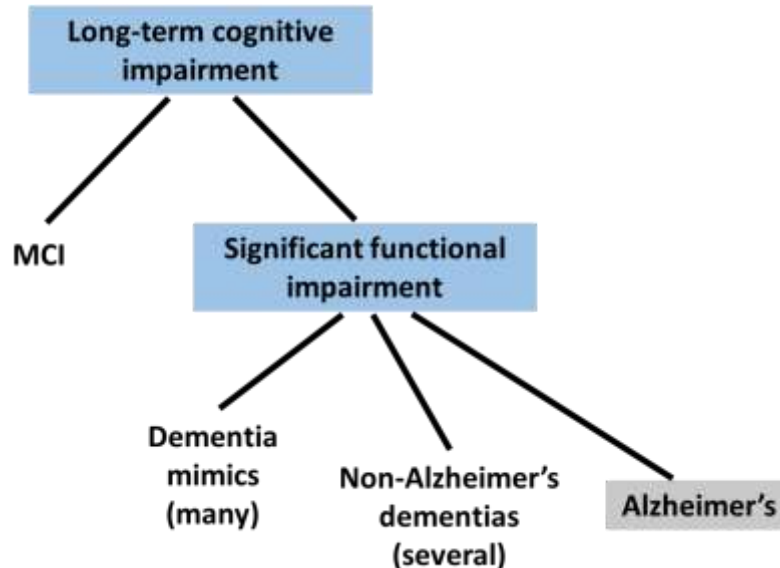 Long-term cognitive
impairment
MCI
Significant functional
impairment
Dementia
mimics
(many)
Non-Alzheimer’s
dementias
(several)
Alzheimer’s